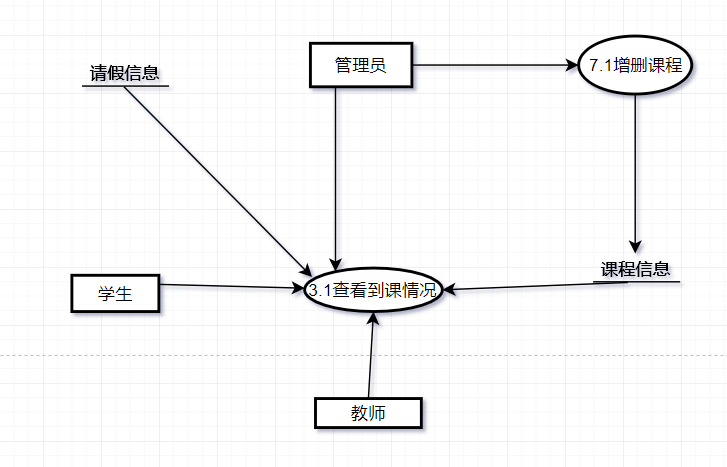 管理员
7.1增删课程
请假信息
课程信息
学生
3.1查看到课情况
教师